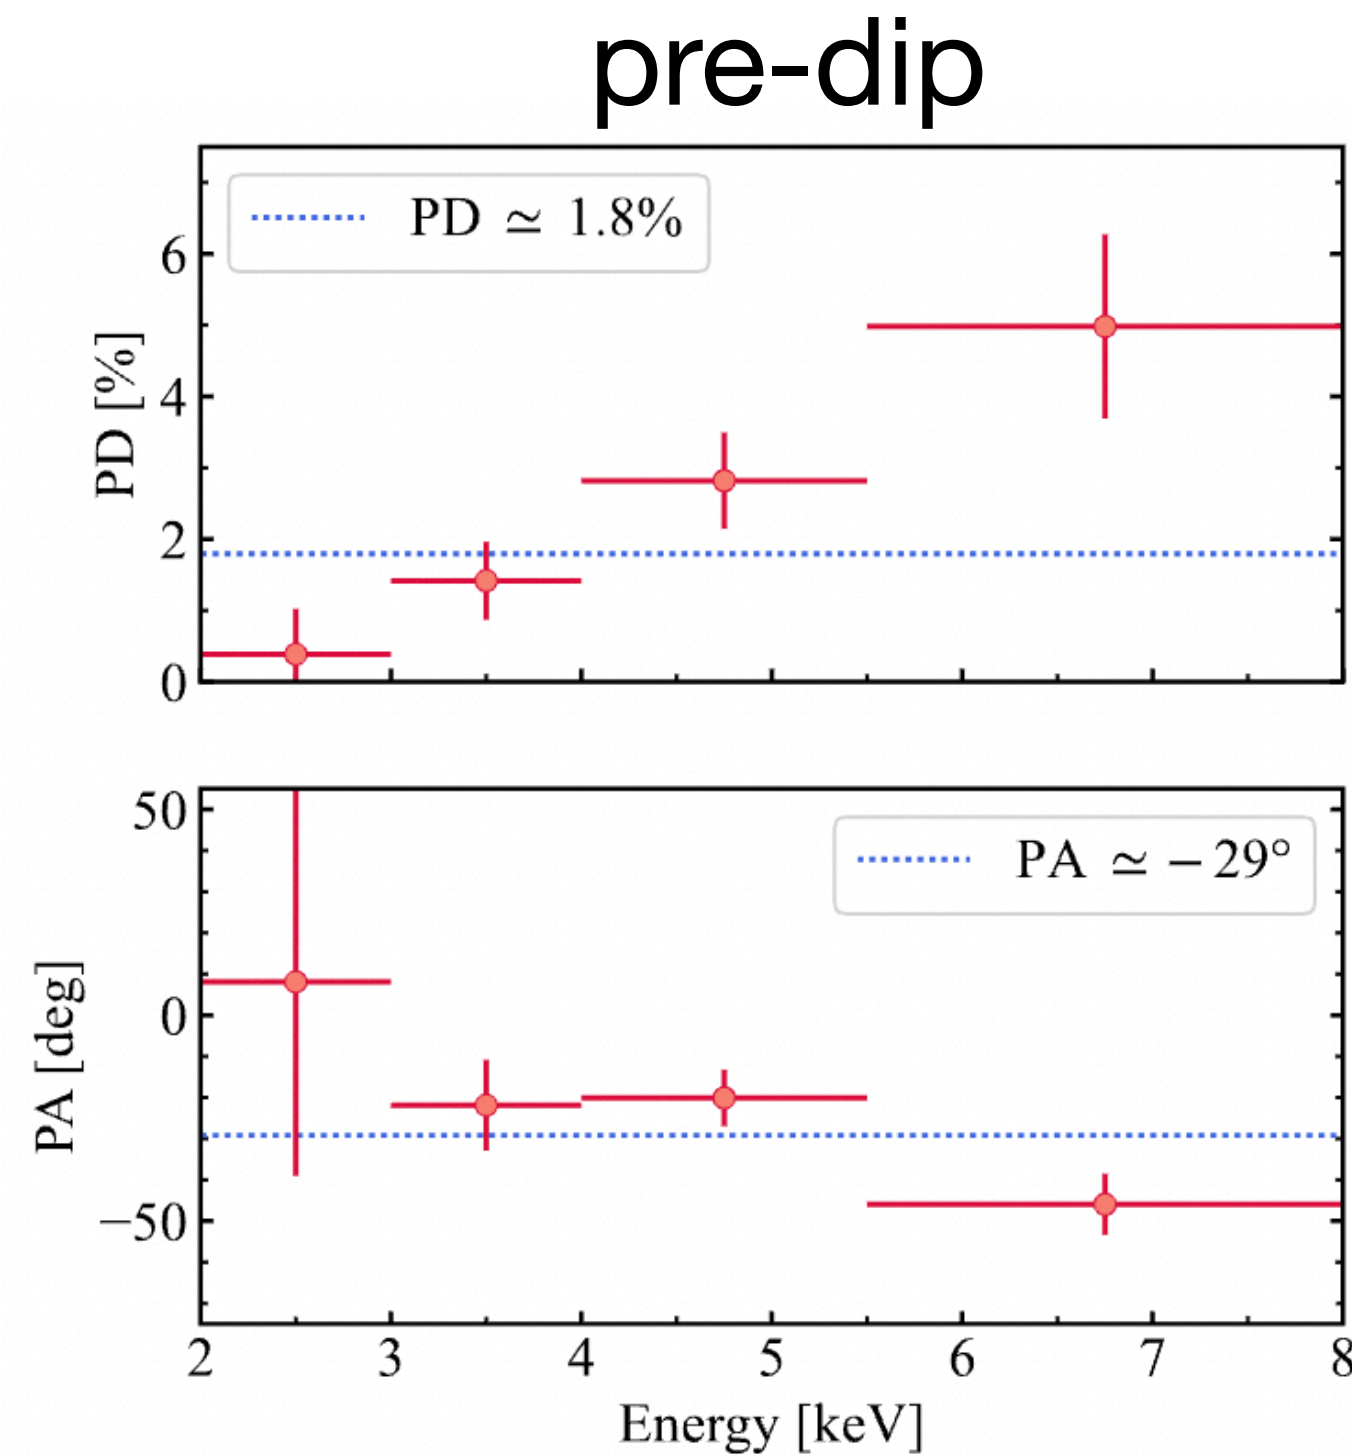 pre-dip
PD ≃ 1.8%
PD [%]
6
4
2
0
PA ≃ −29°
PA [deg]
50
0
−50
2 3 4 5 6 7 8
Energy [keV]